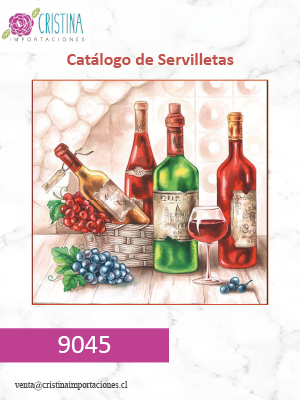 CRISTINA
IMPORTACIONES
Catálogo de Servilletas
9045
venta@cristinaimportaciones.cl